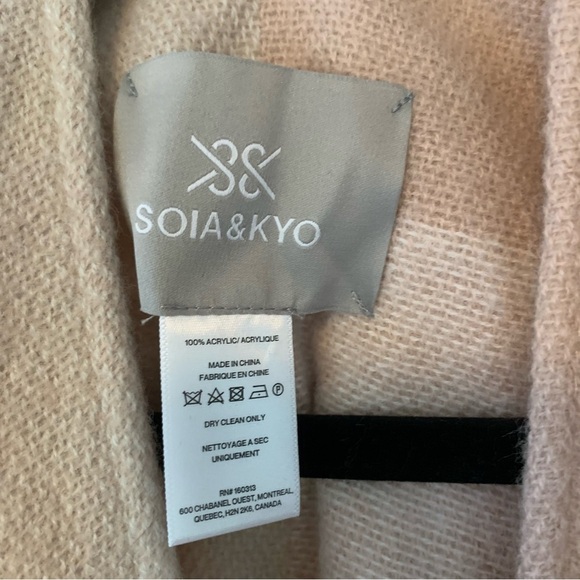 SOIA&KYO
100% ACRYLIC/ ACRYLIQUE
MADE IN CHINA
FABRIQUE EN CHINE
P
DRY CLEAN ONLY
NETTOYAGE A SEC
UNIQUEMENT
RN# 160313
600 CHABANEL OUEST, MONTREAL,
QUEBEC, H2N 2K6, CANADA